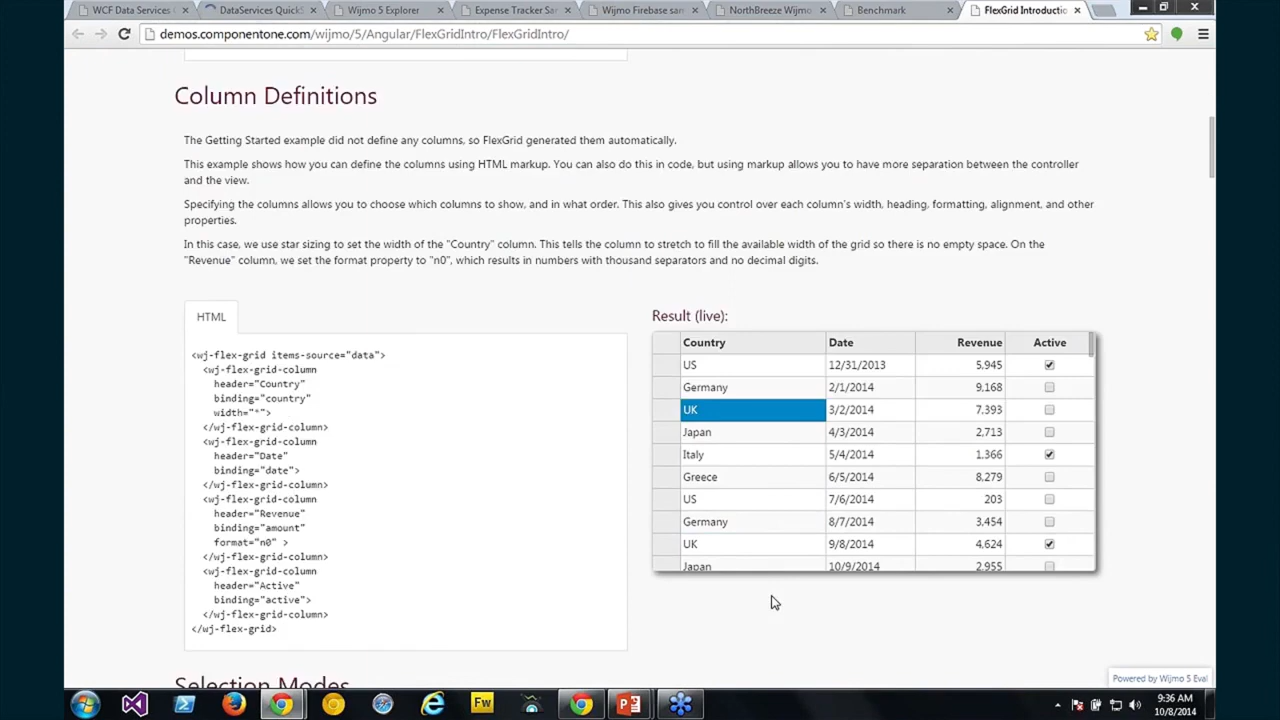 WCF Data Services
DataServices QuickS
Wijmo 5 Explorer
Expense Tracker Sar
Wijmo Firebase sam
NorthBreeze Wijmo
Benchmark
FlexGrid Introductio
demos.componentone.com/wijmo/5/Angular/FlexGridIntro/FlexGridIntro/
Column Definitions
The Getting Started example did not define any columns, so FlexGrid generated them automatically.
This example shows how you can define the columns using HTML markup. You can also do this in code, but using markup allows you to have more separation between the controller
and the view.
Specifying the columns allows you to choose which columns to show, and in what order. This also gives you control over each column's width, heading, formatting, alignment, and other
properties.
In this case, we use star sizing to set the width of the "Country" column. This tells the column to stretch to fill the available width of the grid so there is no empty space. On the
"Revenue" column, we set the format property to "n0", which results in numbers with thousand separators and no decimal digits.
HTML
<wj-flex-grid items-source="data">
<wj-flex-grid-column
header="Country"
binding="country"
width="*">
</wj-flex-grid-column>
<wj-flex-grid-column
header="Date"
binding="date">
</wj-flex-grid-column>
<wj-flex-grid-column
header="Revenue"
binding="amount"
format="n0" >
</wj-flex-grid-column>
<wj-flex-grid-column
header="Active"
binding="active">
</wj-flex-grid-column>
</wj-flex-grid>
Result (live):
Country Date Revenue Active
US 12/31/2013 5,945
Germany 2/1/2014 9,168
UK 3/2/2014 7,393
Japan 4/3/2014 2,713
Italy 5/4/2014 1,366
Greece 6/5/2014 8,279
US 7/6/2014 203
Germany 8/7/2014 3,454
UK 9/8/2014 4,624
Japan 10/9/2014 2,955
Selection Modes
Powered by Wijmo 5 Eval
Fw
9:36 AM
10/8/2014